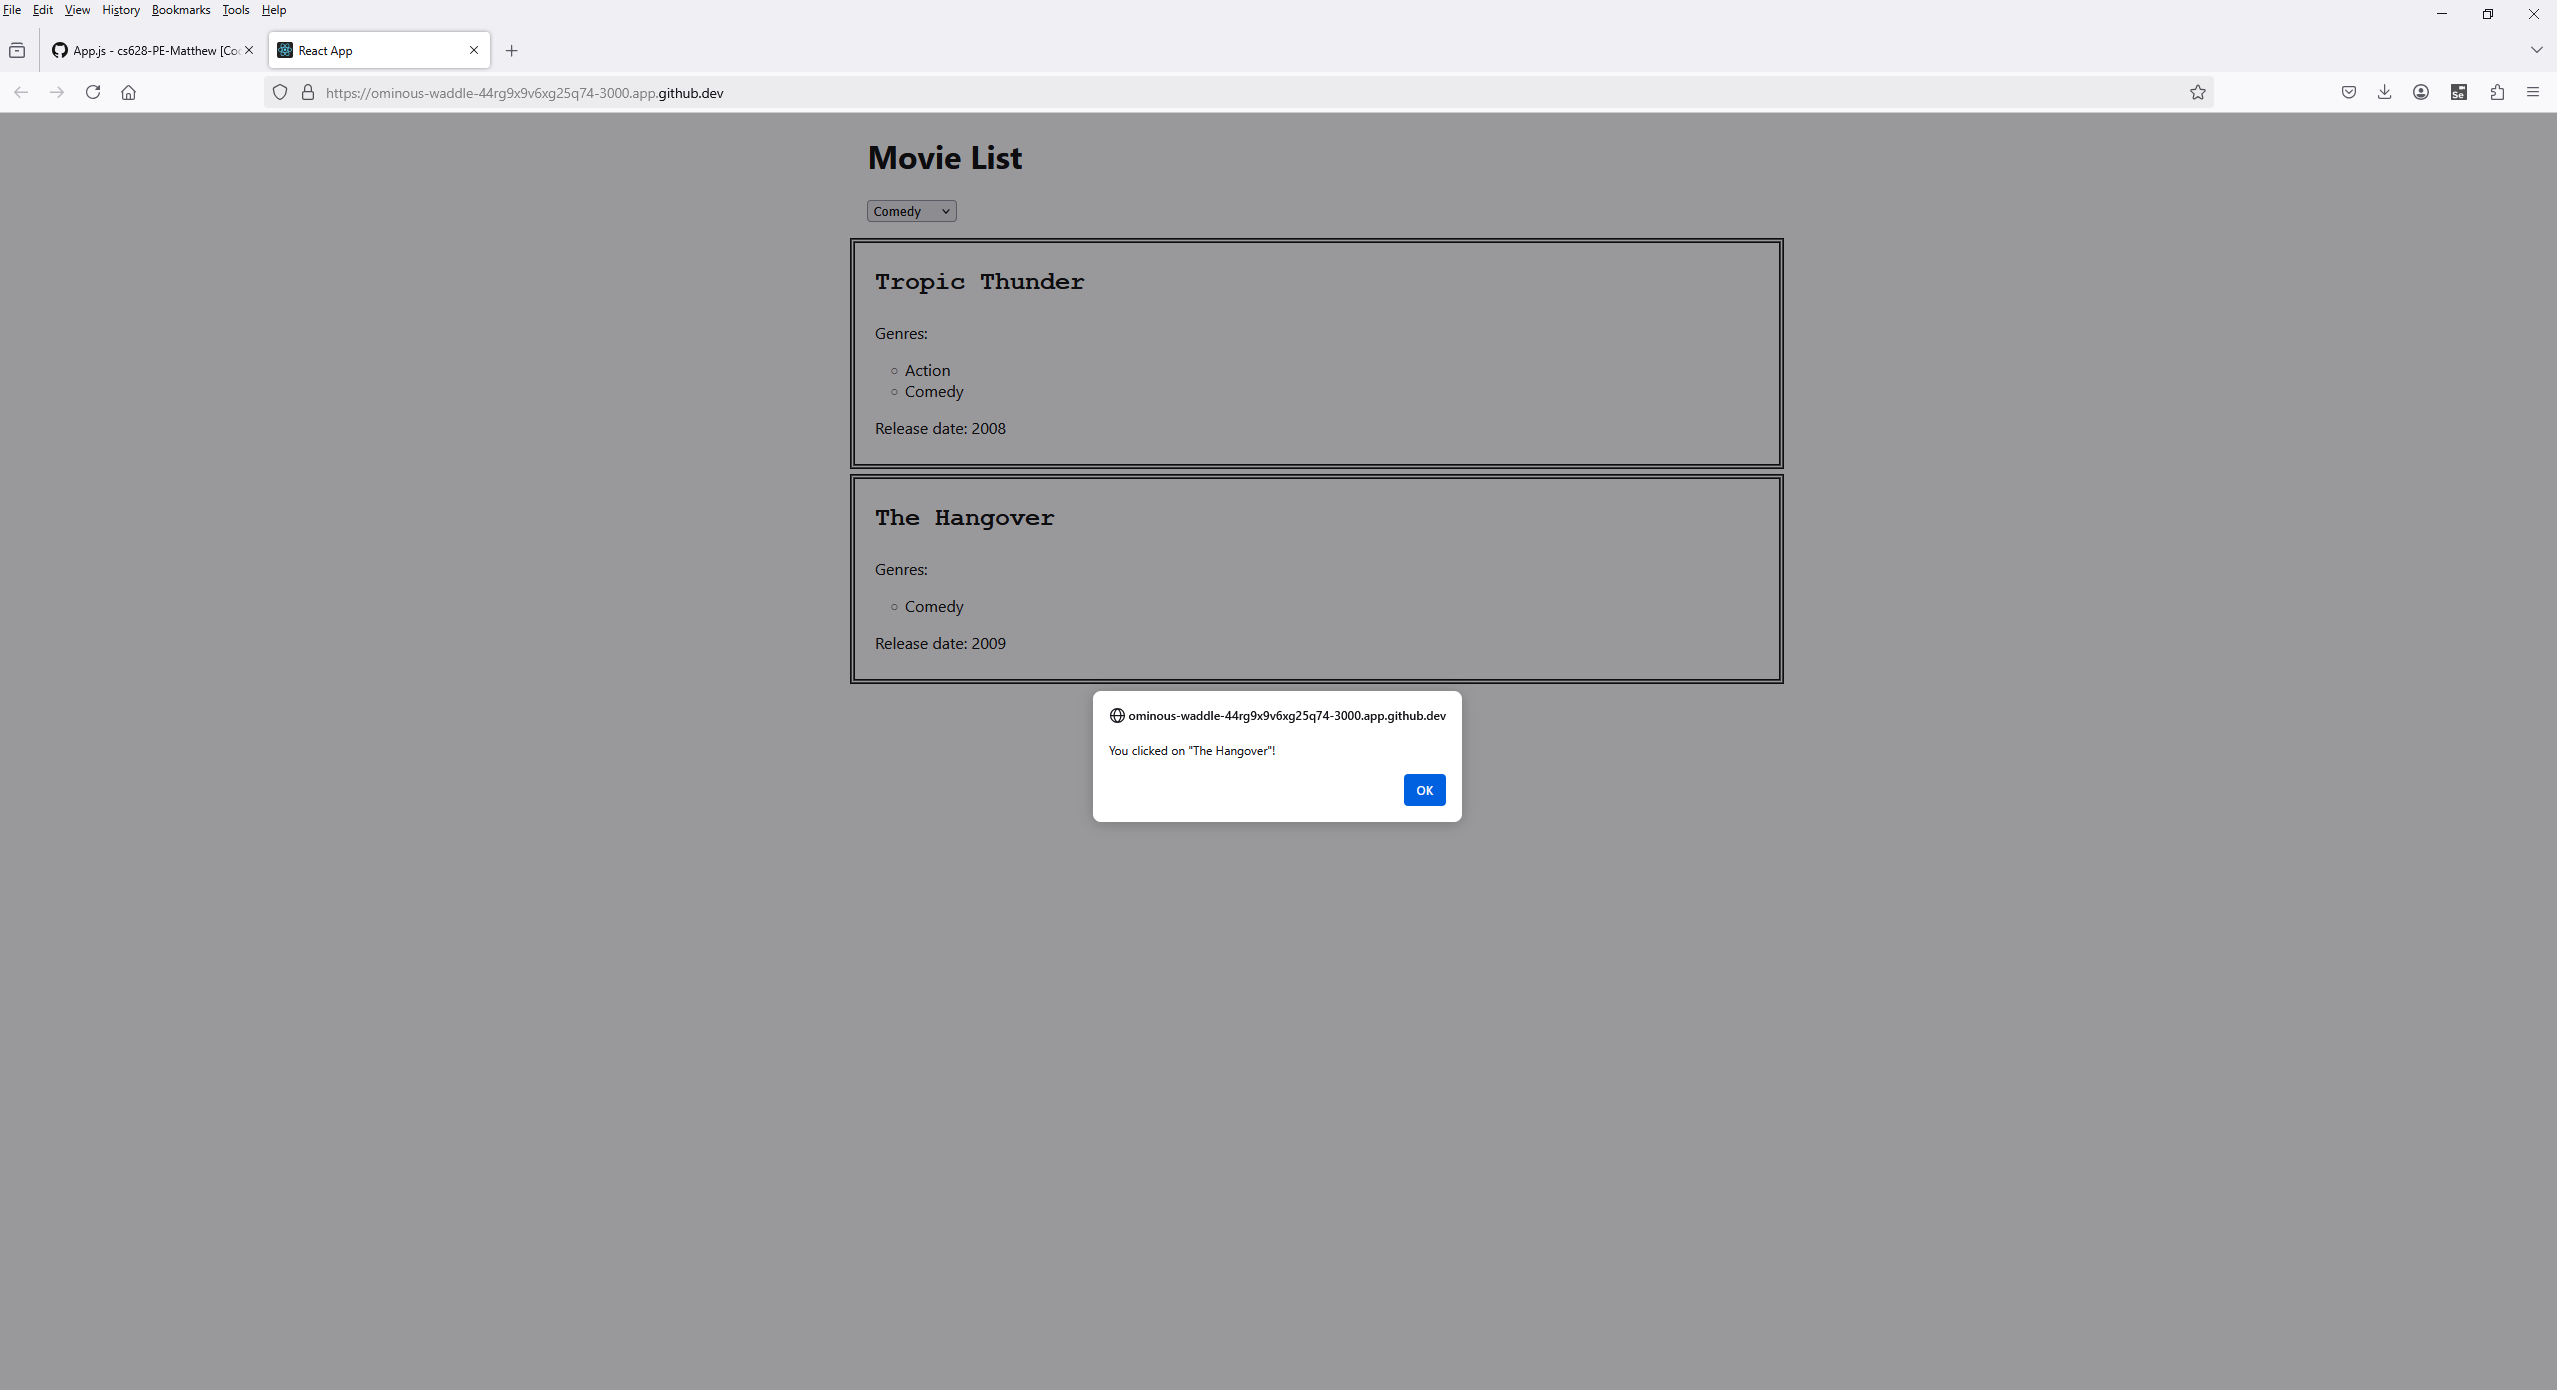 File Edit View History Bookmarks Tools Help
App.js - cs628-PE-Matthew [Co
React App
https://ominous-waddle-44rg9x9v6xg25q74-3000.app.github.dev
Se
Movie List
Comedy
Tropic Thunder
Genres:
Action
Comedy
Release date: 2008
The Hangover
Genres:
Comedy
Release date: 2009
ominous-waddle-44rg9x9v6xg25q74-3000.app.github.dev
You clicked on "The Hangover"!
OK